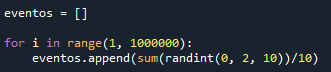 eventos = []
for i in range(1, 1000000):
    eventos.append(sum(randint(0, 2, 10))/10)